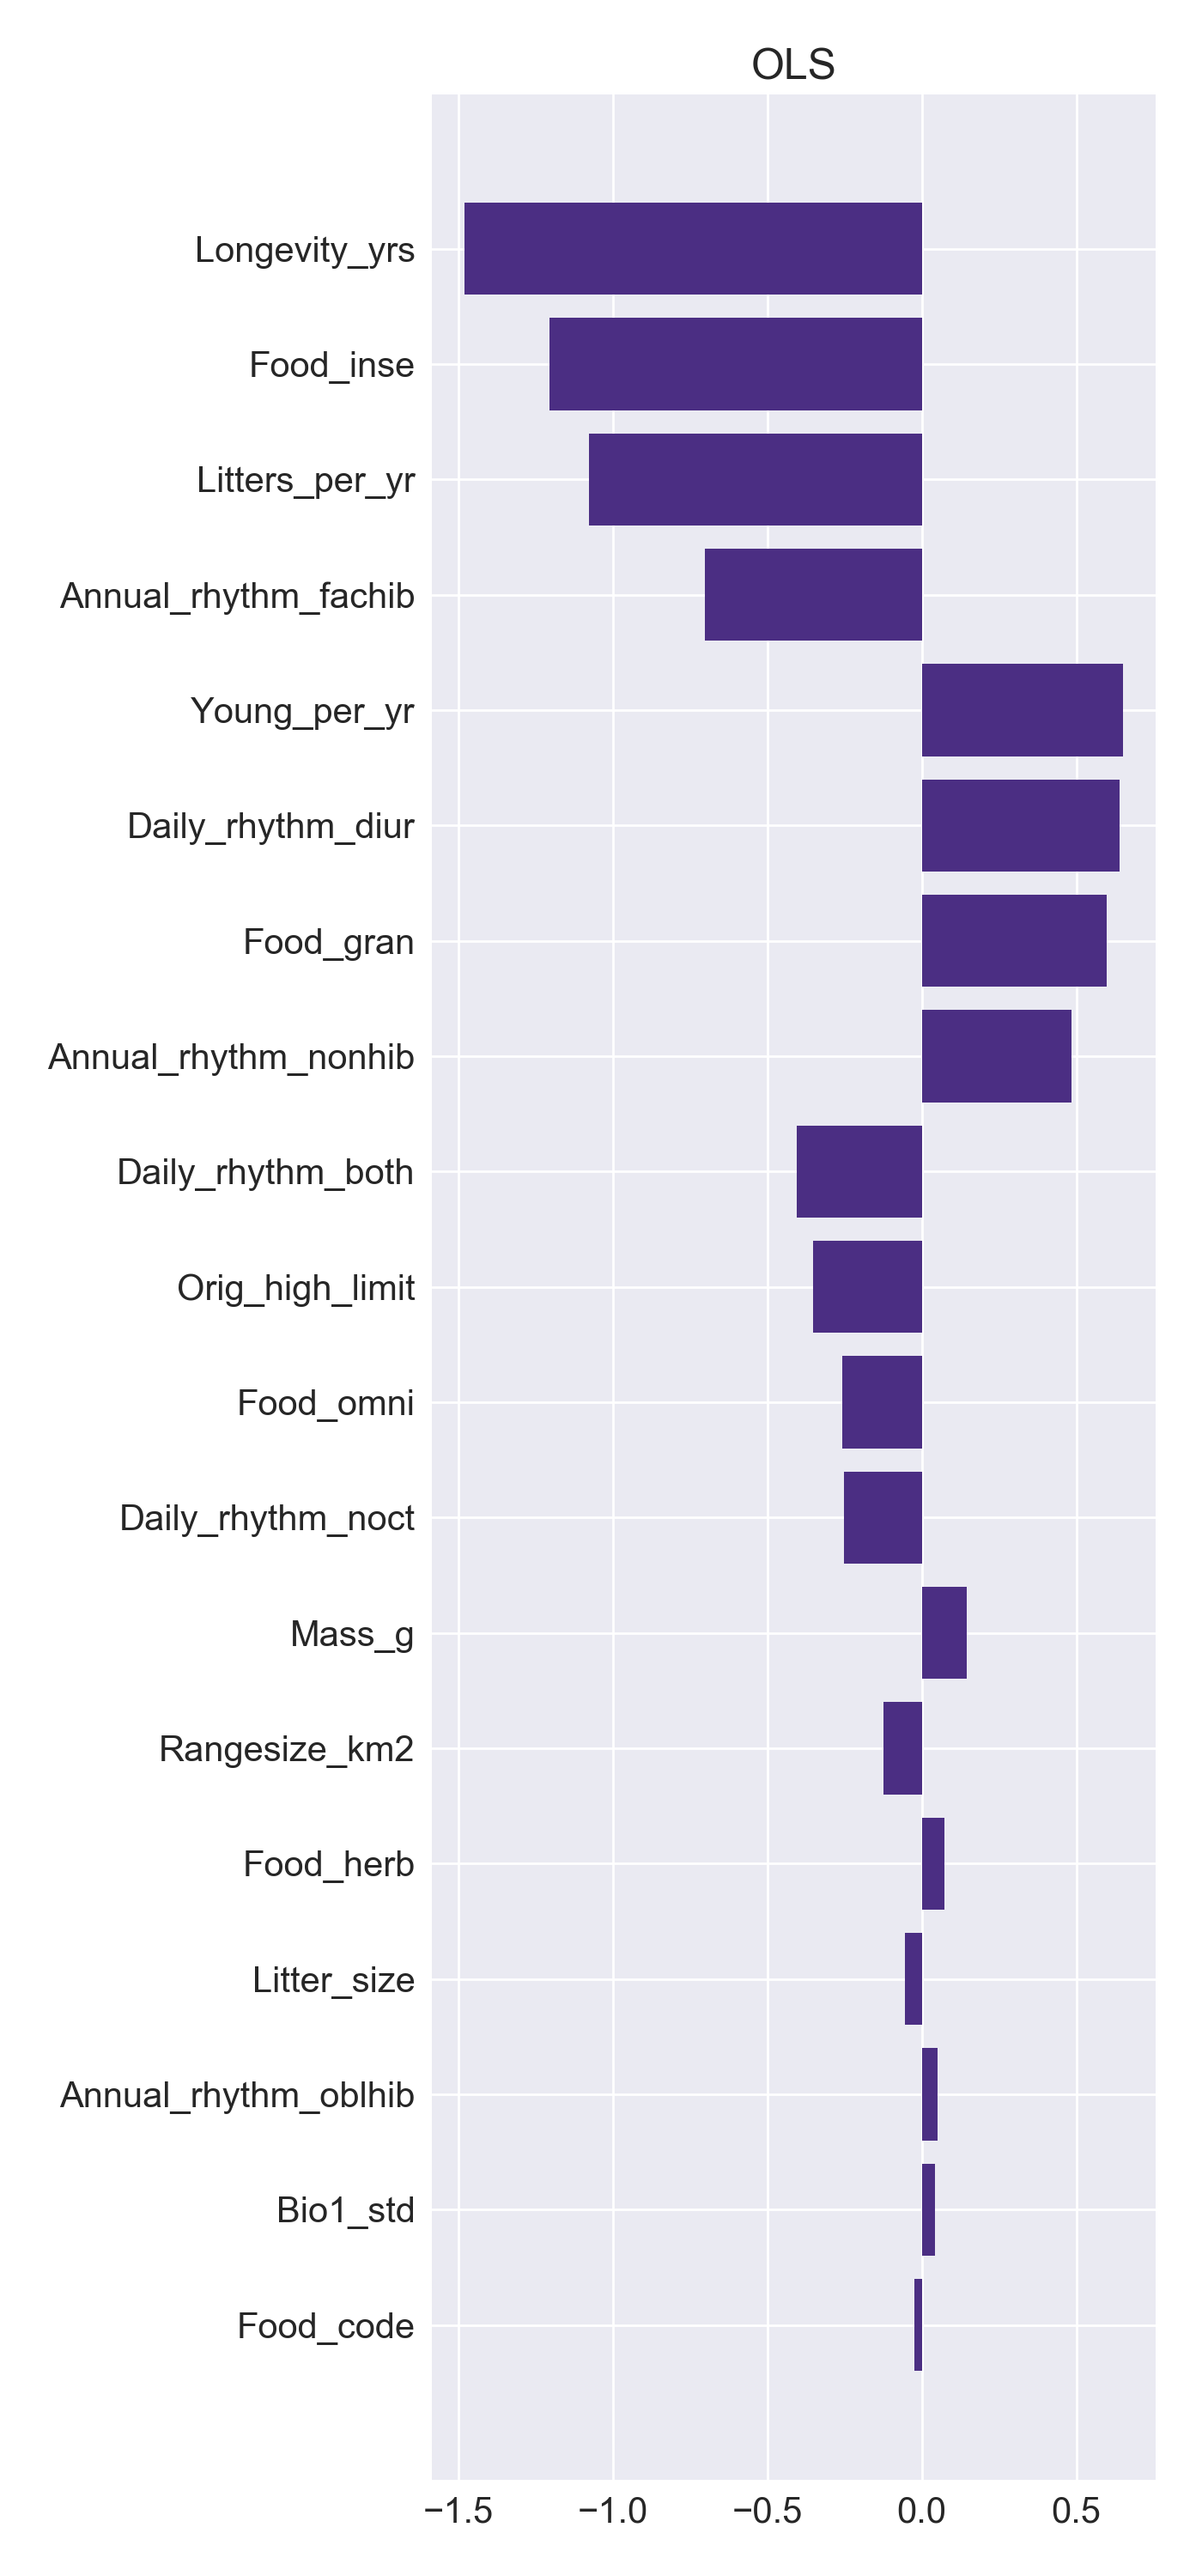 OLS
Longevity_yrs
Food_inse
Litters_per_yr
Annual_rhythm_fachib
Young_per_yr
Daily_rhythm_diur
Food_gran
Annual_rhythm_nonhib
Daily_rhythm_both
Orig_high_limit
Food_omni
Daily_rhythm_noct
Mass_g
Rangesize_km2
Food_herb
Litter_size
Annual_rhythm_oblhib
Bio1_std
Food_code
−1.5 −1.0 −0.5 0.0 0.5